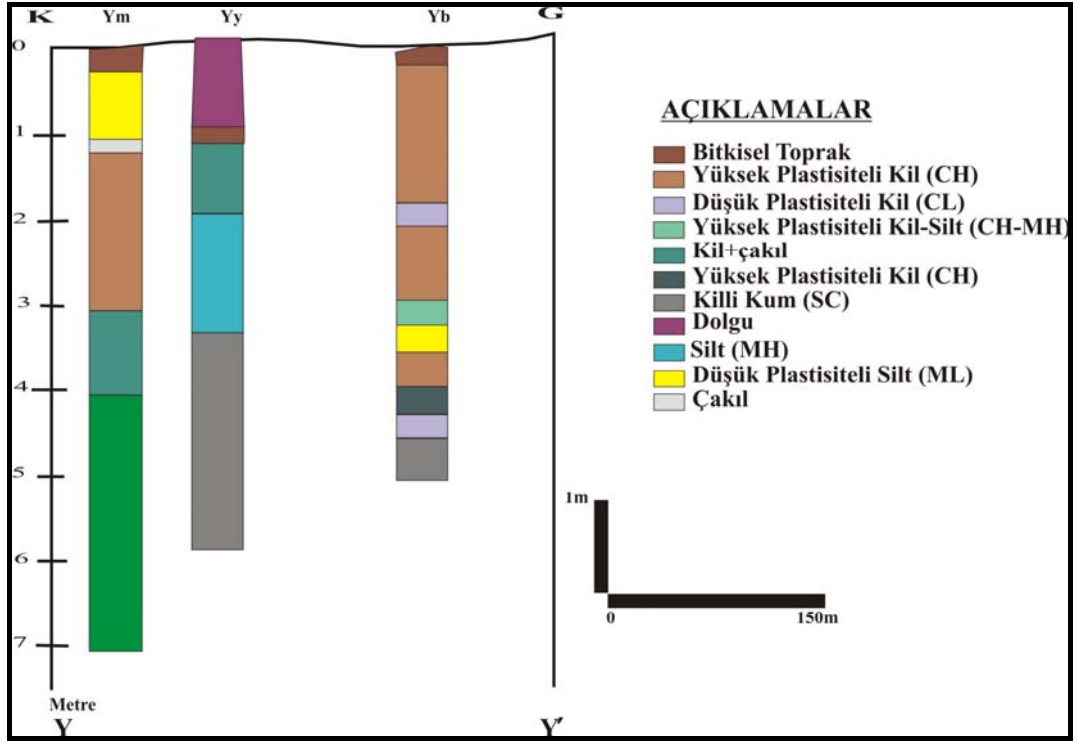 K Ym Yy Yb G
0
1
2
3
4
5
6
7
Metre
Y Y'
AÇIKLAMALAR
Bitkisel Toprak
Yüksek Plastisiteli Kil (CH)
Düşük Plastisiteli Kil (CL)
Yüksek Plastisiteli Kil-Silt (CH-MH)
Kil+çakıl
Yüksek Plastisiteli Kil (CH)
Killi Kum (SC)
Dolgu
Silt (MH)
Düşük Plastisiteli Silt (ML)
Çakıl
1m
0 150m